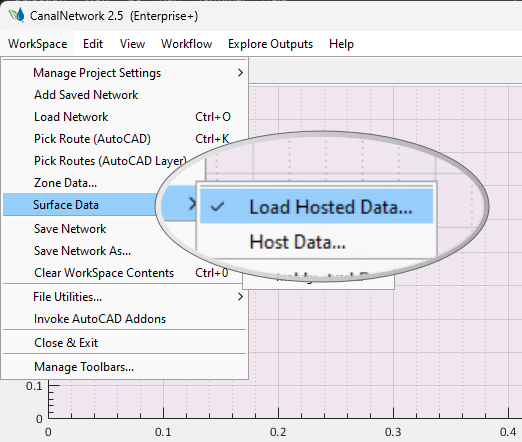 CanalNetwork 2.5 (Enterprise+)
WorkSpace Edit View Workflow Explore Outputs Help
Manage Project Settings
Add Saved Network
Load Network Ctrl+O
Pick Route (AutoCAD) Ctrl+K
Pick Routes (AutoCAD Layer)
Zone Data...
Surface Data
Load Hosted Data...
Host Data...
Save Network
Save Network As...
Clear WorkSpace Contents Ctrl+0
File Utilities...
Invoke AutoCAD Addons
Close & Exit
Manage Toolbars...
0.1
0
0 0.1 0.2 0.3 0.4